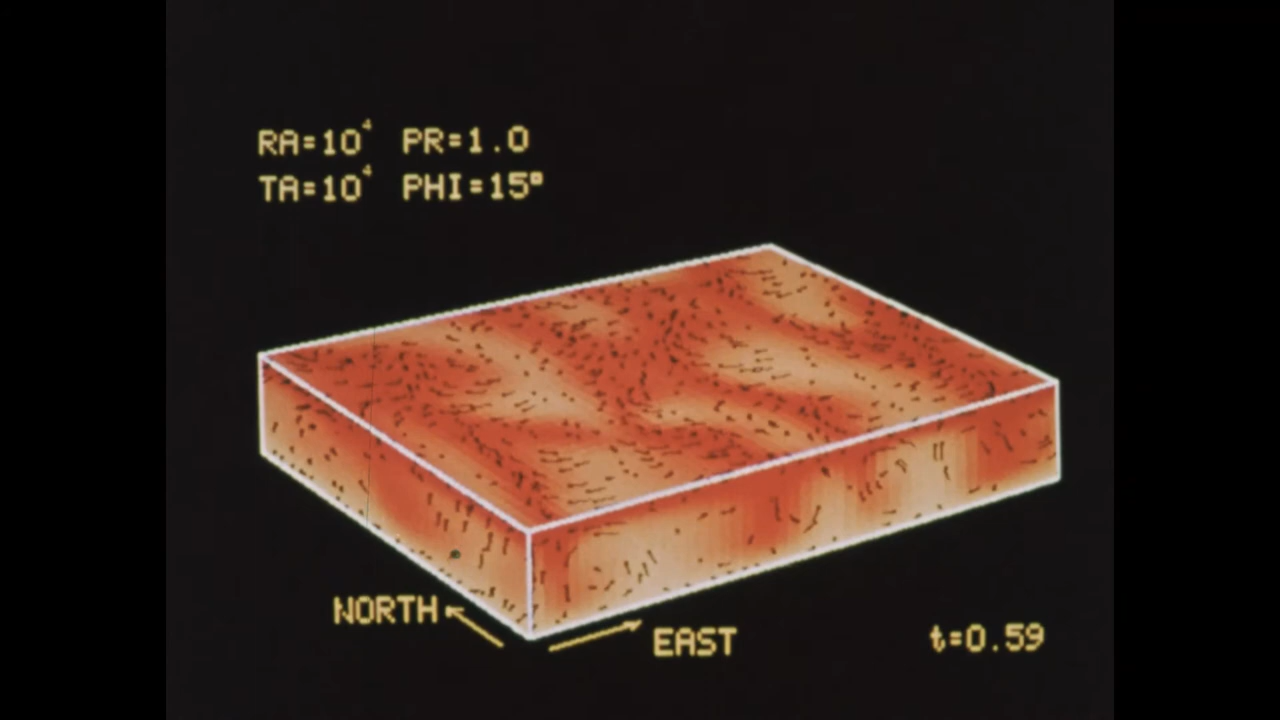 RA=10⁴ PR=1.0
TA=10⁴ PHI=15°
NORTH
EAST
t=0.59